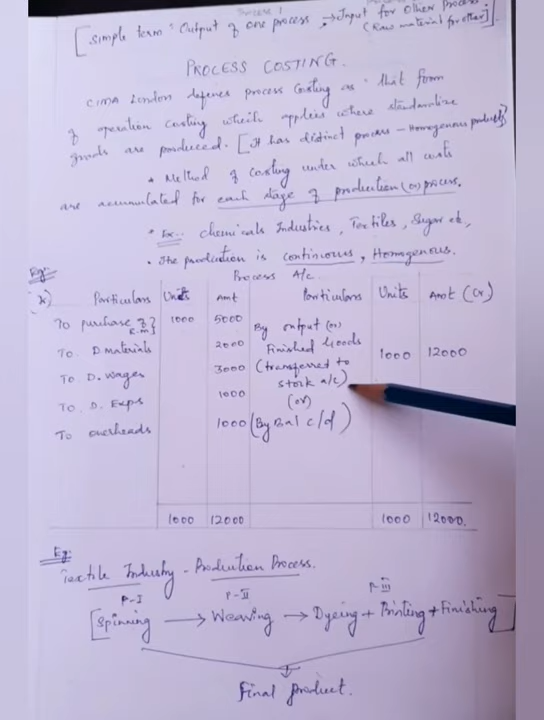 [simple term: Output of one process → Input for Other Process
(Raw material for other)].
PROCESS COSTING.
CIMA London defines process costing as "that form
of operation costing which applies where standardize
goods are produced. [It has distinct process - Homogenous products]
* Method of costing under which all costs
are accumulated for each stage of production (or) process.
* Ex:- chemicals Industries, Textiles, Sugar etc,
• The production is continuous, Homogenous.
Eg:
Process A/c.
Particulars Units Amt Particulars Units Amt (Cr.)
To purchase of R.m} 1000 5000
By output (or)
To D.materials 2000 Finished Goods 1000 12000
To D. wages 3000 (transferred to
stock a/c)
To D. Exps 1000 (or)
To overheads 1000 (By Bal c/d)
1000 12000 1000 12000.
Eg:
Textile Industry - Production Process.
P-I P-II P-III
[Spinning → Weaving → Dyeing + Printing + Finishing]
Final product.